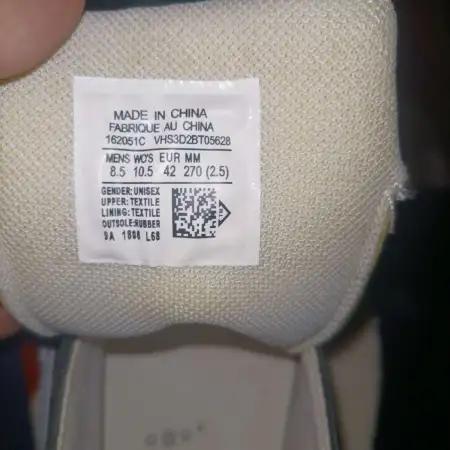 MADE IN CHINA
FABRIQUE AU CHINA
162051C VHS3D2BT05628
MENS WO'S EUR MM
8.5 10.5 42 270 (2.5)
GENDER:UNISEX
UPPER:TEXTILE
LINING:TEXTILE
OUTSOLE:RUBBER
9A 1808 L68